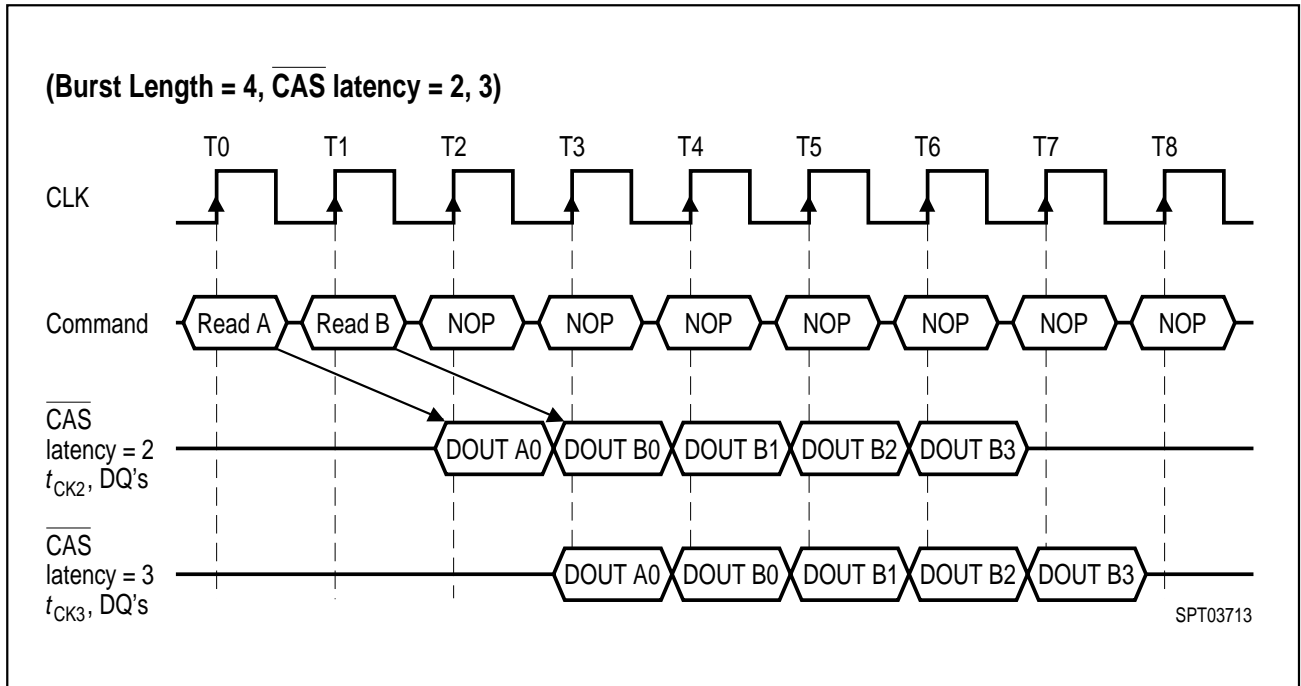 (Burst Length = 4, CAS latency = 2, 3)
T0 T1 T2 T3 T4 T5 T6 T7 T8
CLK
Command Read A Read B NOP NOP NOP NOP NOP NOP NOP
CAS
latency = 2
tCK2, DQ's
DOUT A0 DOUT B0 DOUT B1 DOUT B2 DOUT B3
CAS
latency = 3
tCK3, DQ's
DOUT A0 DOUT B0 DOUT B1 DOUT B2 DOUT B3
SPT03713